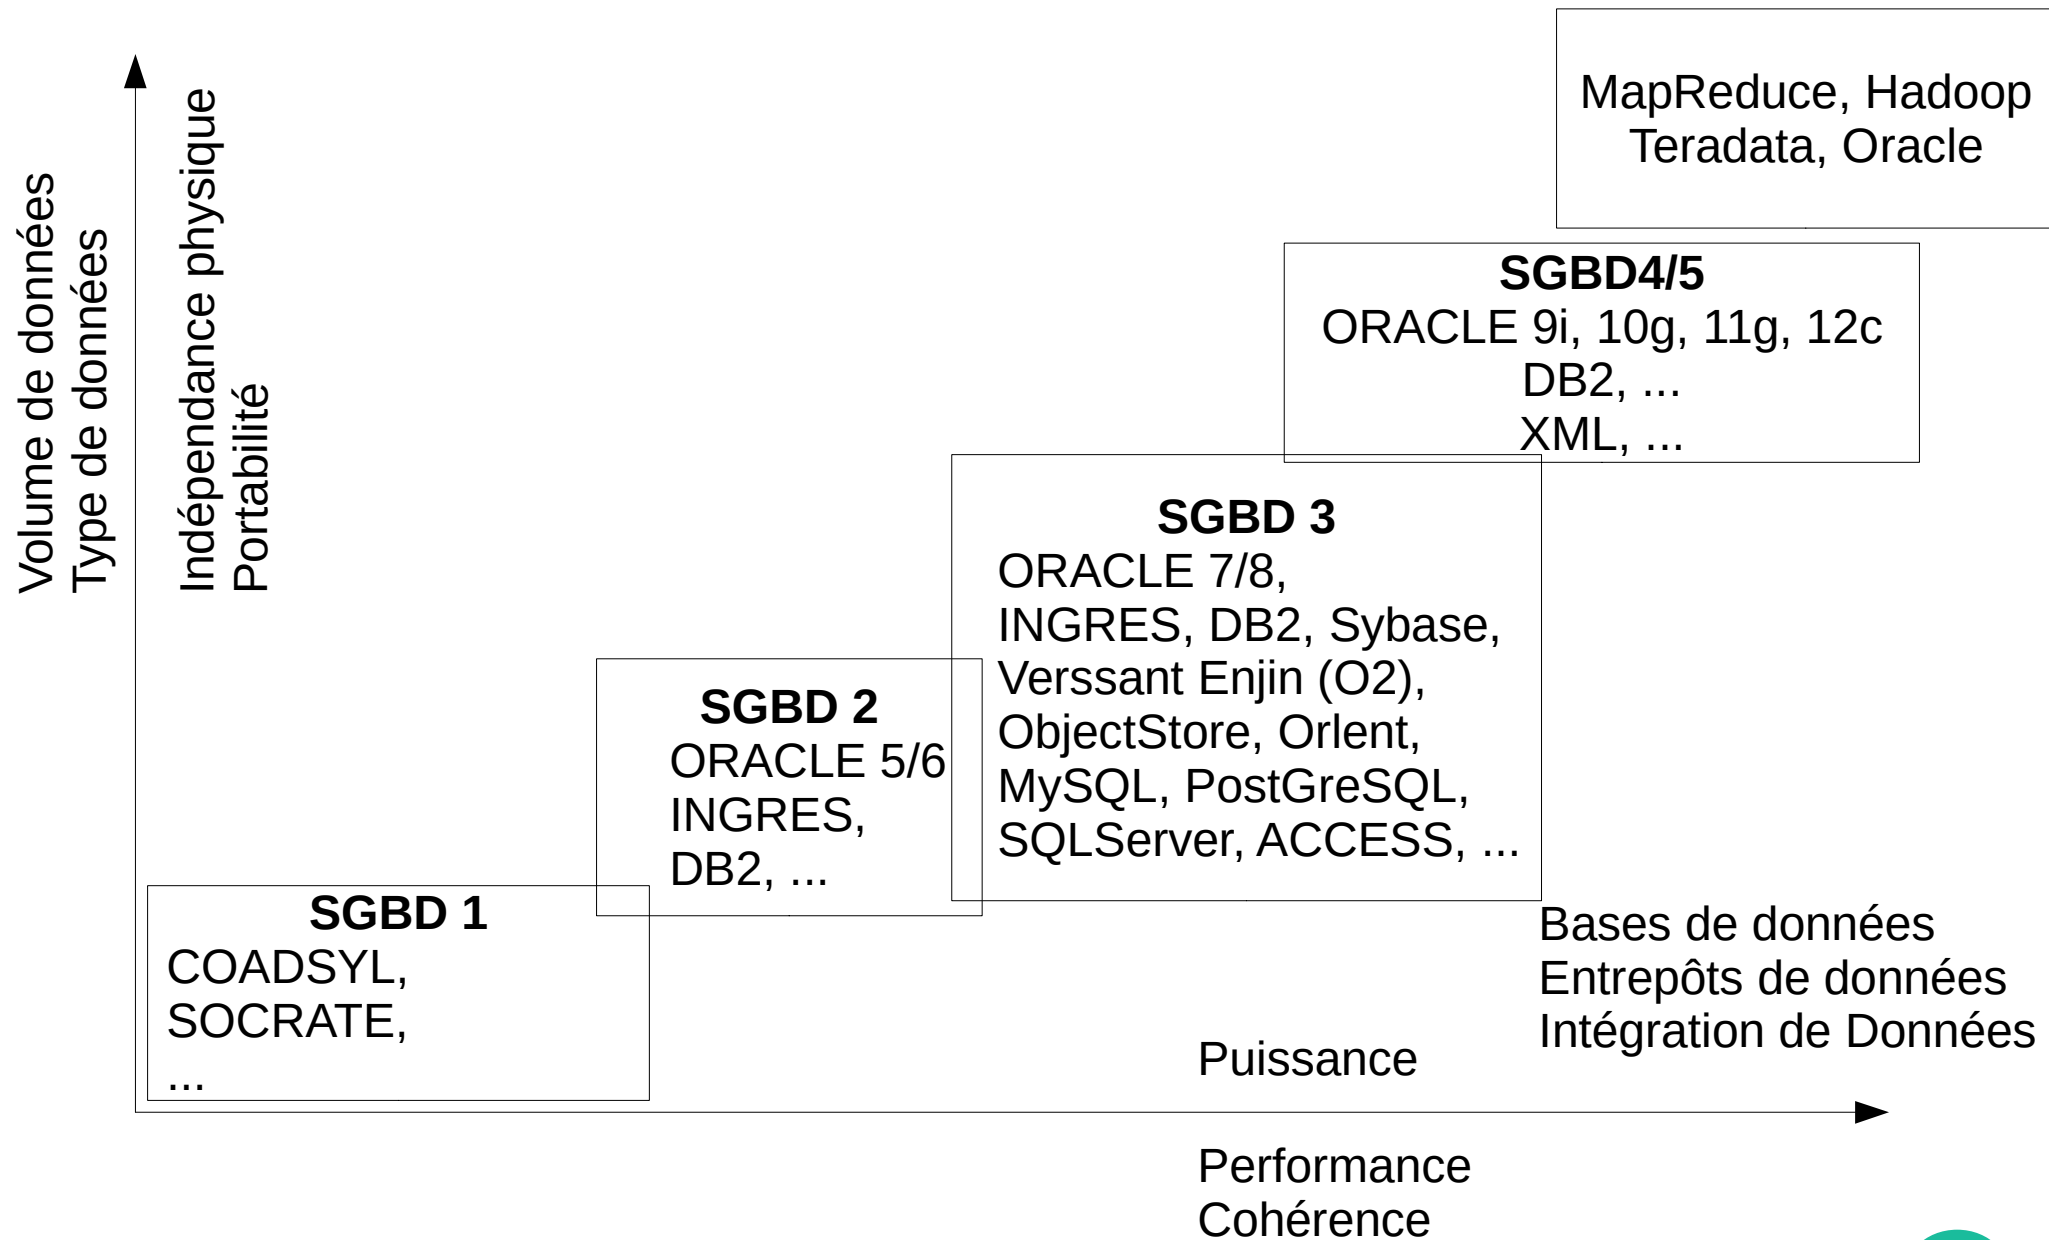 Volume de données
Type de données
Indépendance physique
Portabilité
MapReduce, Hadoop
Teradata, Oracle
SGBD4/5
ORACLE 9i, 10g, 11g, 12c
DB2, ...
XML, ...
SGBD 3
ORACLE 7/8,
INGRES, DB2, Sybase,
Verssant Enjin (O2),
ObjectStore, Orlent,
MySQL, PostGreSQL,
SQLServer, ACCESS, ...
SGBD 2
ORACLE 5/6
INGRES,
DB2, ...
SGBD 1
COADSYL,
SOCRATE,
...
Bases de données
Entrepôts de données
Intégration de Données
Puissance
Performance
Cohérence